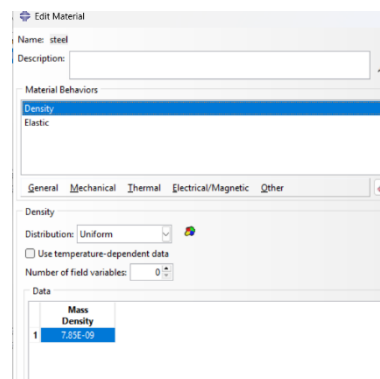 Edit Material
Name: steel
Description:
Material Behaviors
Density
Elastic
General Mechanical Thermal Electrical/Magnetic Other
Density
Distribution: Uniform
Use temperature-dependent data
Number of field variables: 0
Data
Mass
Density
1 7.85E-09